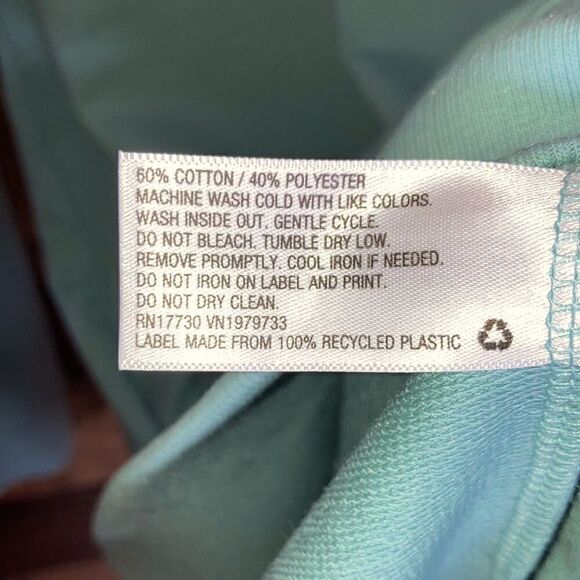 60% COTTON / 40% POLYESTER
MACHINE WASH COLD WITH LIKE COLORS.
WASH INSIDE OUT. GENTLE CYCLE.
DO NOT BLEACH. TUMBLE DRY LOW.
REMOVE PROMPTLY. COOL IRON IF NEEDED.
DO NOT IRON ON LABEL AND PRINT.
DO NOT DRY CLEAN.
RN17730 VN1979733
LABEL MADE FROM 100% RECYCLED PLASTIC